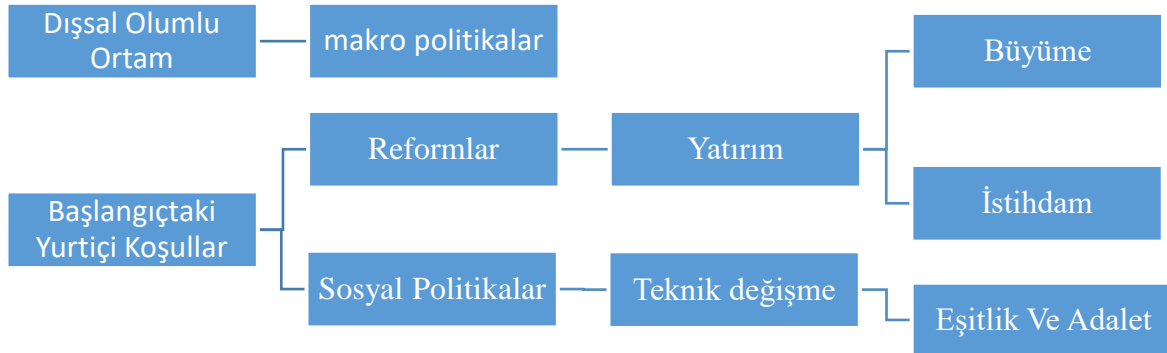 Dışsal Olumlu
Ortam
makro politikalar
Büyüme
Reformlar
Yatırım
Başlangıçtaki
Yurtiçi Koşullar
İstihdam
Sosyal Politikalar
Teknik değişme
Eşitlik Ve Adalet